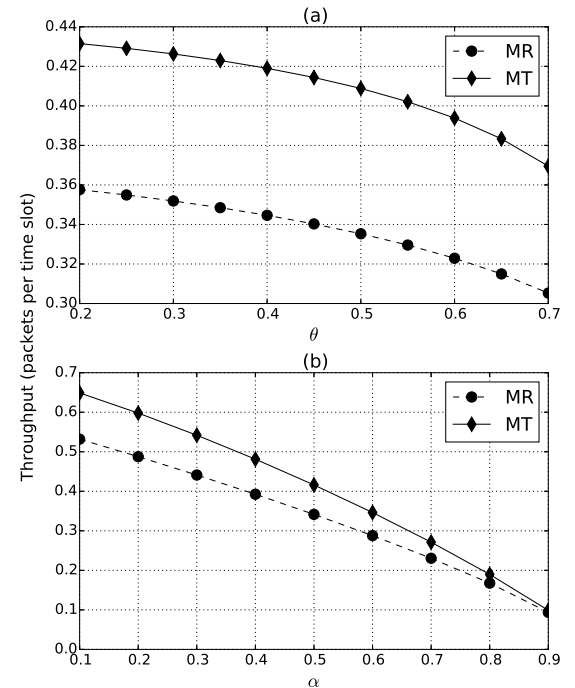 (a)
0.44
0.42
0.40
0.38
0.36
0.34
0.32
0.30
0.2 0.3 0.4 0.5 0.6 0.7
θ
MR
MT
Throughput (packets per time slot)
(b)
0.7
0.6
0.5
0.4
0.3
0.2
0.1
0.0
0.1 0.2 0.3 0.4 0.5 0.6 0.7 0.8 0.9
α
MR
MT